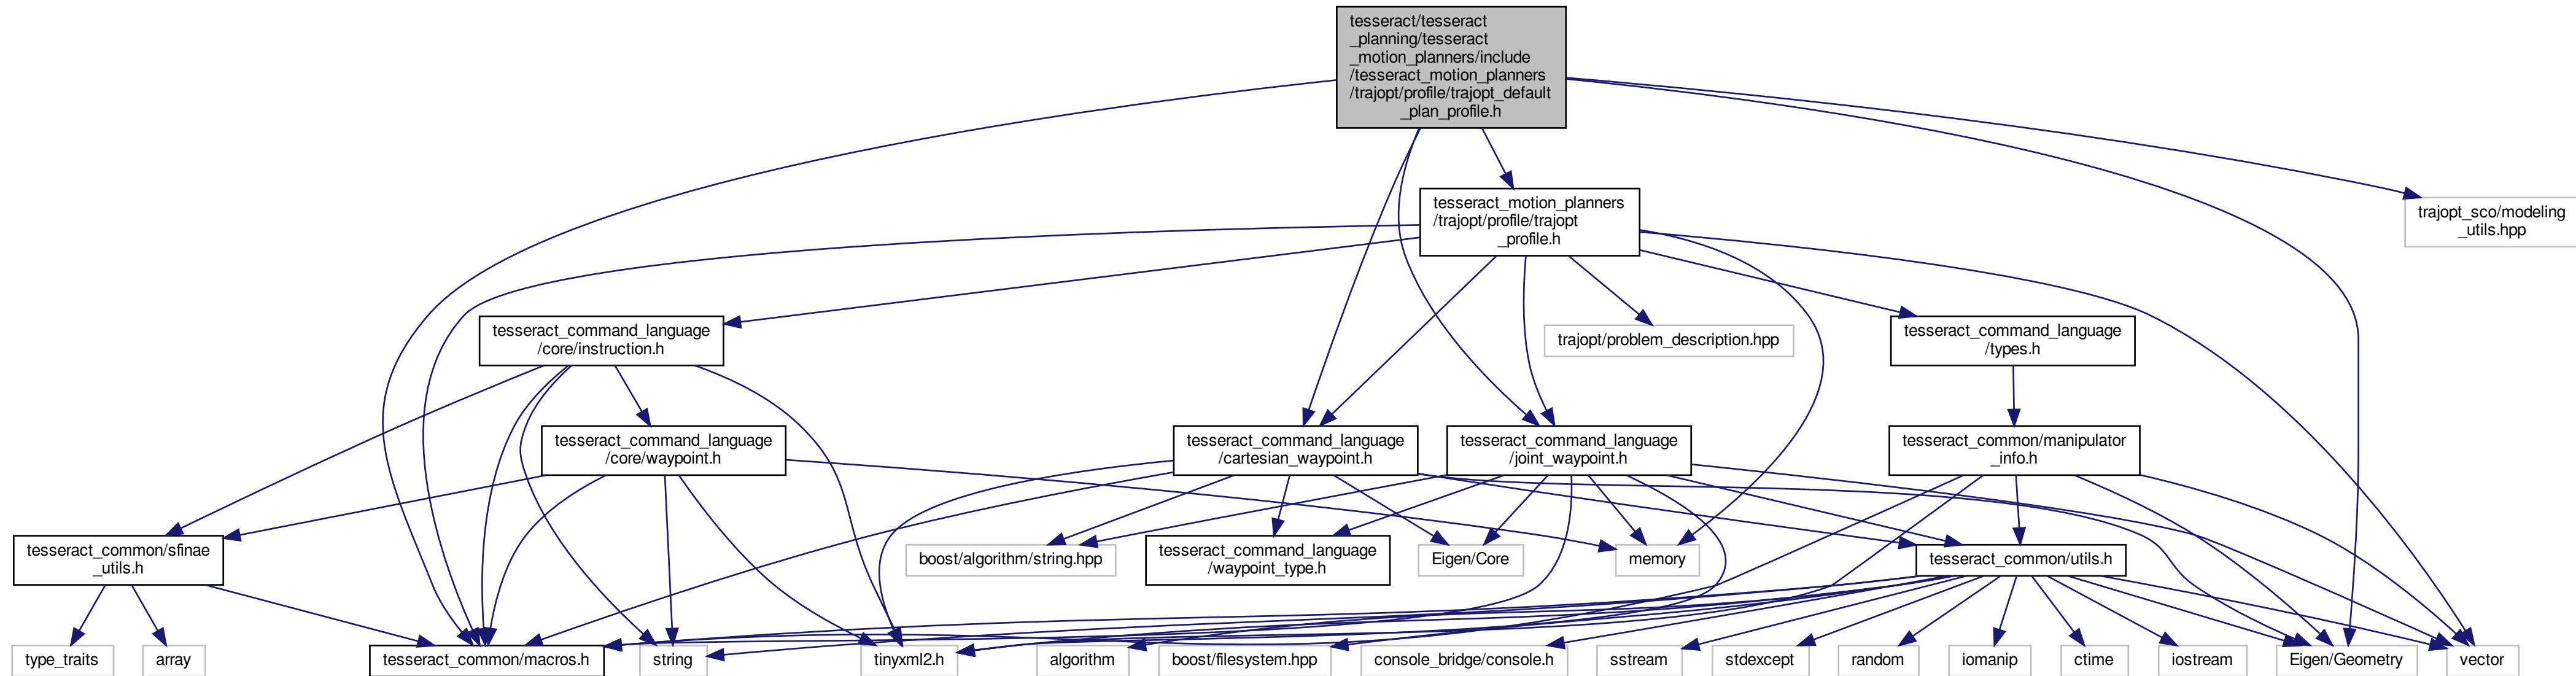 tesseract/tesseract
_planning/tesseract
_motion_planners/include
/tesseract_motion_planners
/trajopt/profile/trajopt_default
_plan_profile.h
tesseract_motion_planners
/trajopt/profile/trajopt
_profile.h
trajopt_sco/modeling
_utils.hpp
tesseract_command_language
/core/instruction.h
trajopt/problem_description.hpp
tesseract_command_language
/types.h
tesseract_command_language
/core/waypoint.h
tesseract_command_language
/cartesian_waypoint.h
tesseract_command_language
/joint_waypoint.h
tesseract_common/manipulator
_info.h
tesseract_common/sfinae
_utils.h
boost/algorithm/string.hpp
tesseract_command_language
/waypoint_type.h
Eigen/Core
memory
tesseract_common/utils.h
type_traits
array
tesseract_common/macros.h
string
tinyxml2.h
algorithm
boost/filesystem.hpp
console_bridge/console.h
sstream
stdexcept
random
iomanip
ctime
iostream
Eigen/Geometry
vector